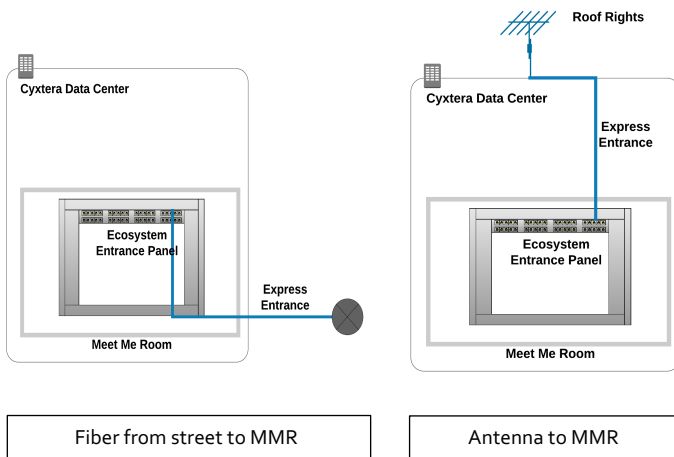 Cyxtera Data Center
Ecosystem
Entrance Panel
Express
Entrance
Meet Me Room
Fiber from street to MMR
Roof Rights
Cyxtera Data Center
Express
Entrance
Ecosystem
Entrance Panel
Meet Me Room
Antenna to MMR